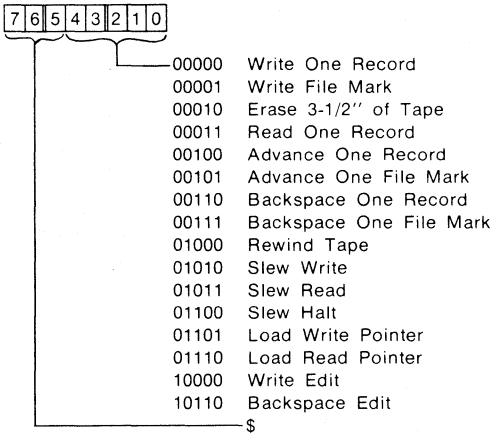 7 6 5 4 3 2 1 0
00000 Write One Record
00001 Write File Mark
00010 Erase 3-1/2'' of Tape
00011 Read One Record
00100 Advance One Record
00101 Advance One File Mark
00110 Backspace One Record
00111 Backspace One File Mark
01000 Rewind Tape
01010 Slew Write
01011 Slew Read
01100 Slew Halt
01101 Load Write Pointer
01110 Load Read Pointer
10000 Write Edit
10110 Backspace Edit
$